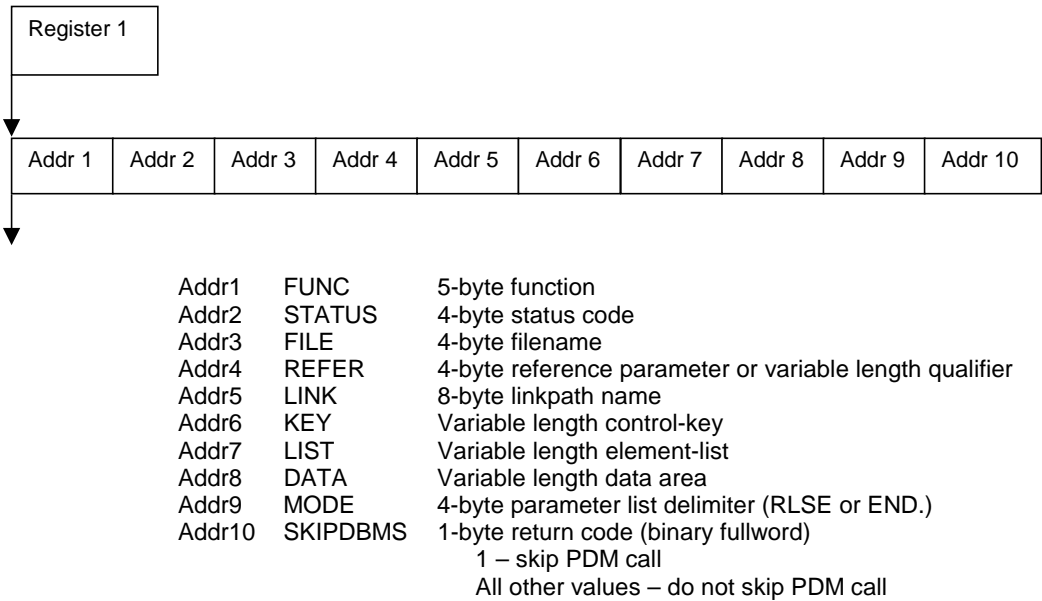 Register 1
Addr 1 Addr 2 Addr 3 Addr 4 Addr 5 Addr 6 Addr 7 Addr 8 Addr 9 Addr 10
Addr1 FUNC 5-byte function
Addr2 STATUS 4-byte status code
Addr3 FILE 4-byte filename
Addr4 REFER 4-byte reference parameter or variable length qualifier
Addr5 LINK 8-byte linkpath name
Addr6 KEY Variable length control-key
Addr7 LIST Variable length element-list
Addr8 DATA Variable length data area
Addr9 MODE 4-byte parameter list delimiter (RLSE or END.)
Addr10 SKIPDBMS 1-byte return code (binary fullword)
1 – skip PDM call
All other values – do not skip PDM call